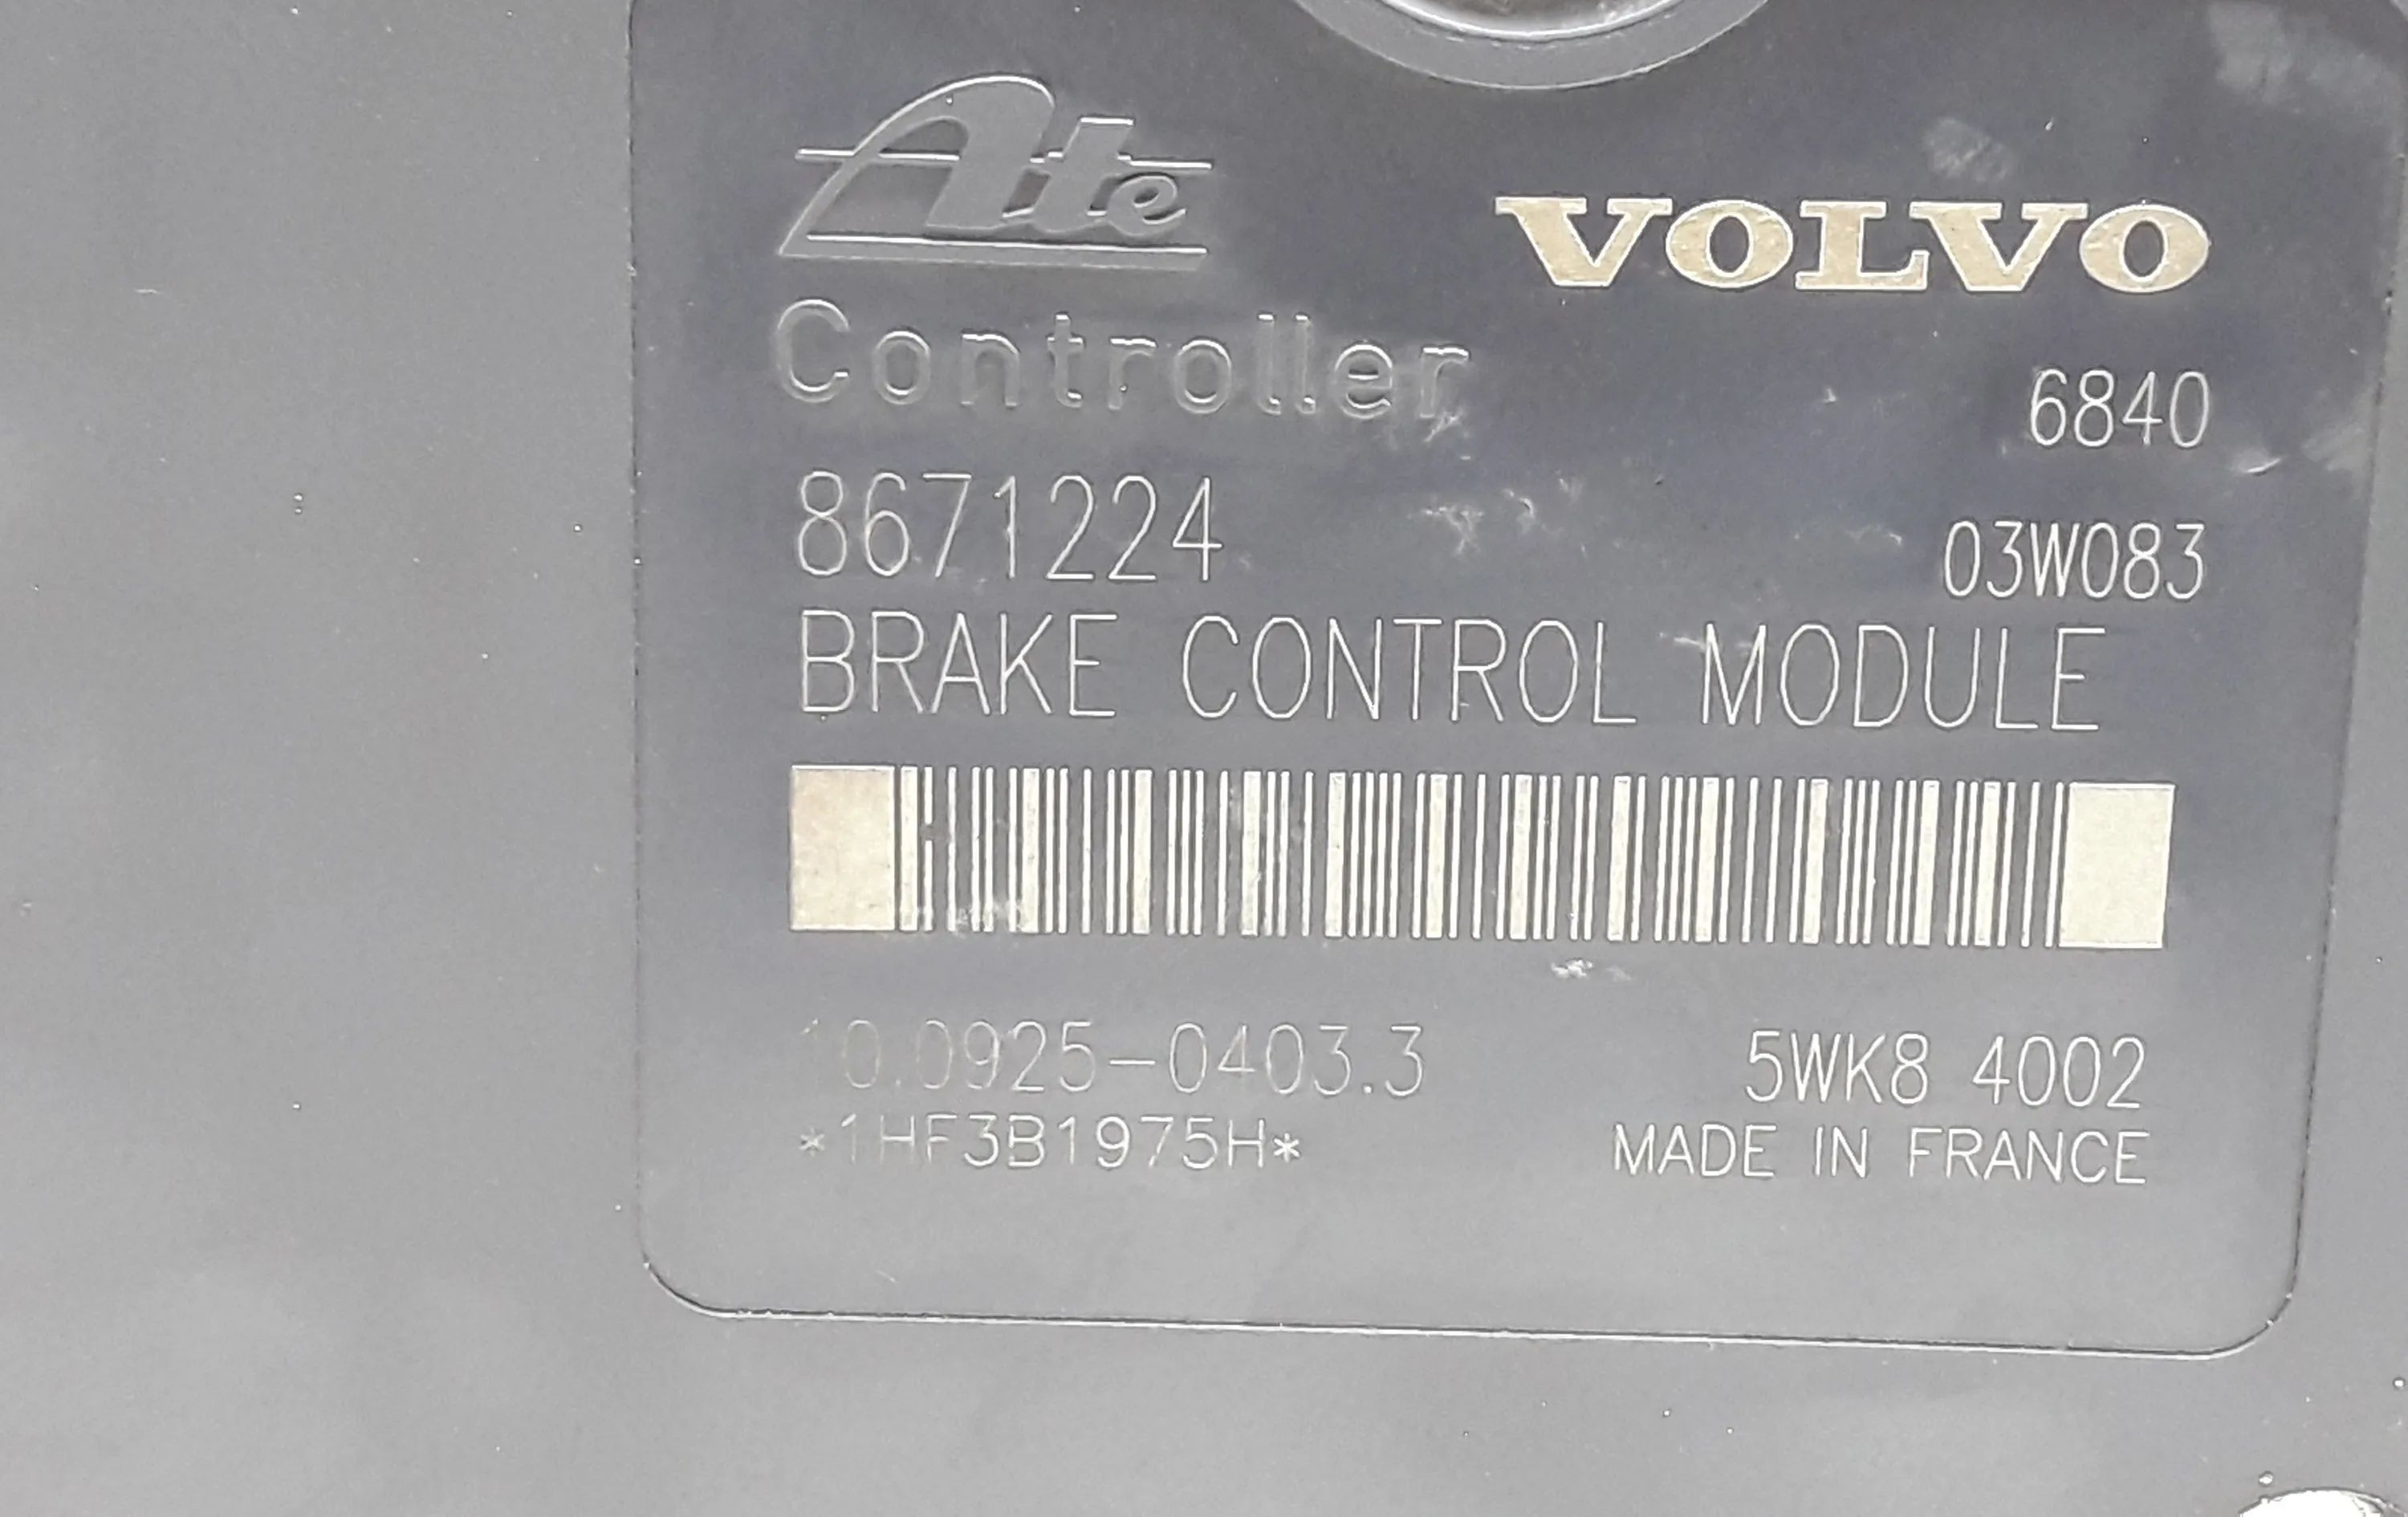 Ate
VOLVO
Controller
6840
8671224
03W083
BRAKE CONTROL MODULE
10.0925-0403.3
5WK8 4002
*1HF3B1975H*
MADE IN FRANCE